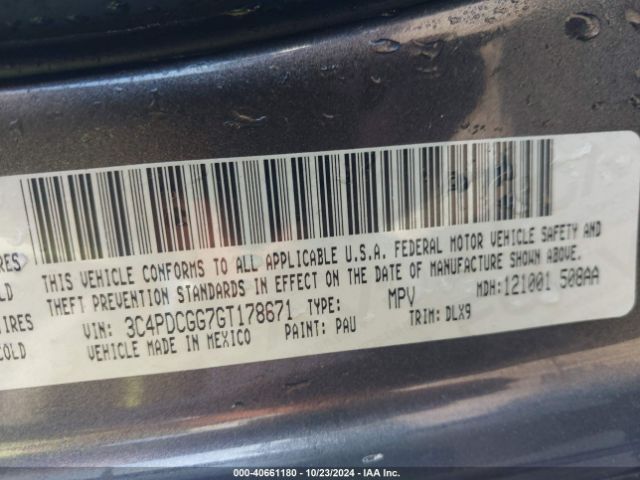 IRES
OLD
IRES
COLD
THIS VEHICLE CONFORMS TO ALL APPLICABLE U.S.A. FEDERAL MOTOR VEHICLE SAFETY AND
THEFT PREVENTION STANDARDS IN EFFECT ON THE DATE OF MANUFACTURE SHOWN ABOVE.
VIN: 3C4PDCGG7GT178671 TYPE: MPV MDH:121001 508AA
VEHICLE MADE IN MEXICO PAINT: PAU TRIM: DLX9
000-40661180 - 10/23/2024 - IAA Inc.